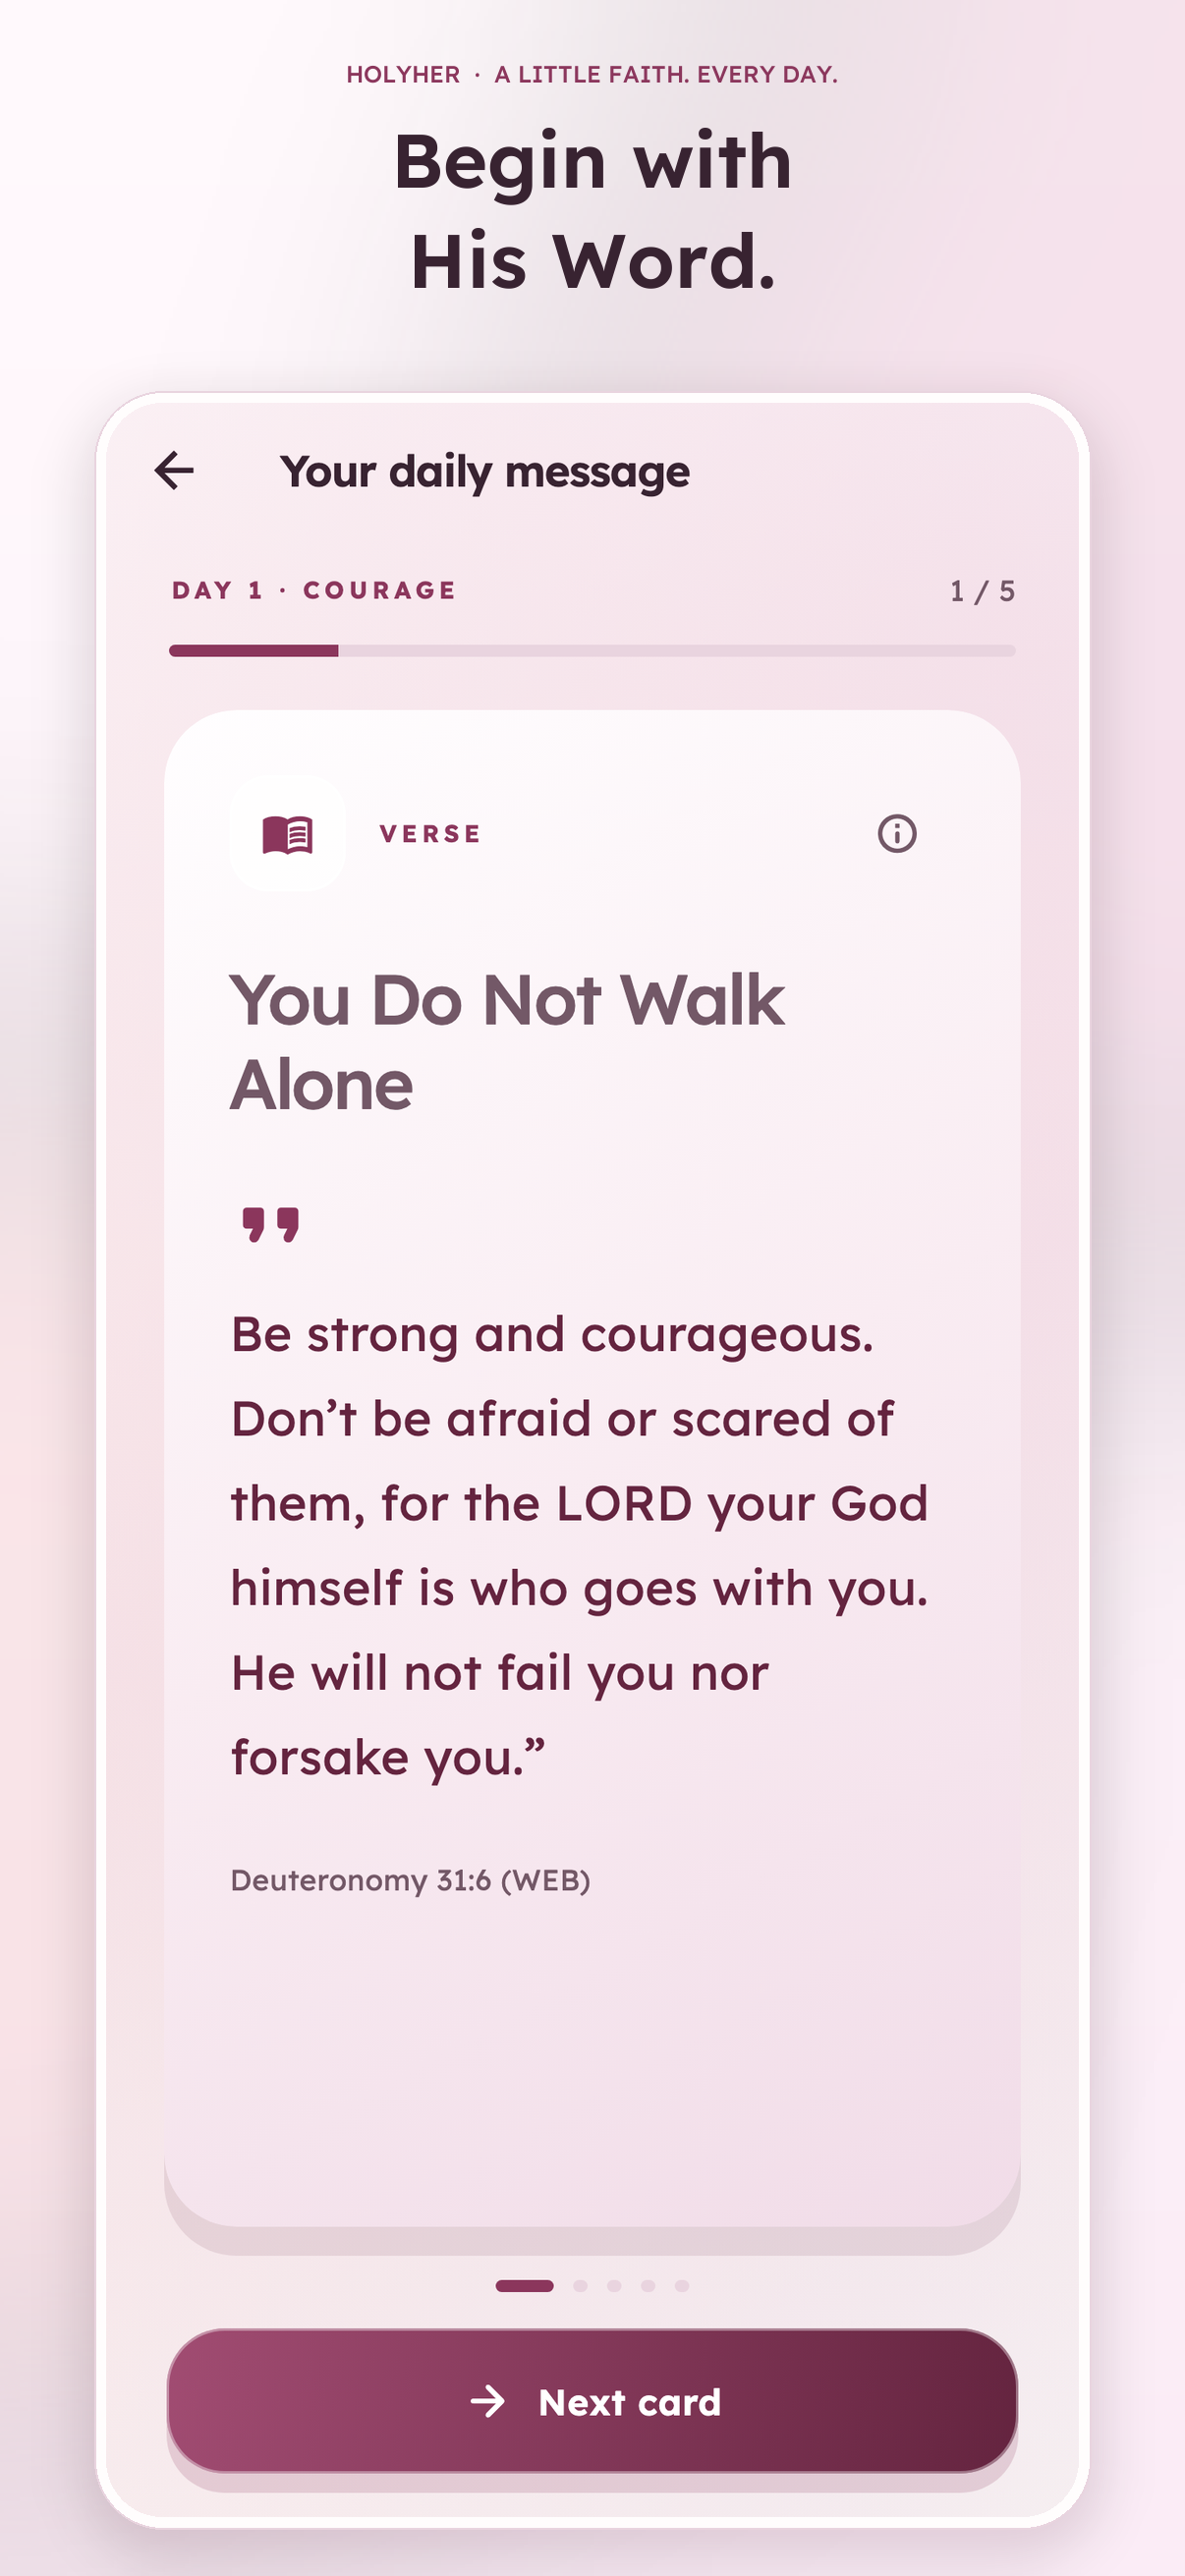 HOLYHER · A LITTLE FAITH. EVERY DAY.
Begin with
His Word.
Your daily message
DAY 1 · COURAGE
1 / 5
VERSE
You Do Not Walk
Alone
”
Be strong and courageous.
Don’t be afraid or scared of
them, for the LORD your God
himself is who goes with you.
He will not fail you nor
forsake you.”
Deuteronomy 31:6 (WEB)
Next card